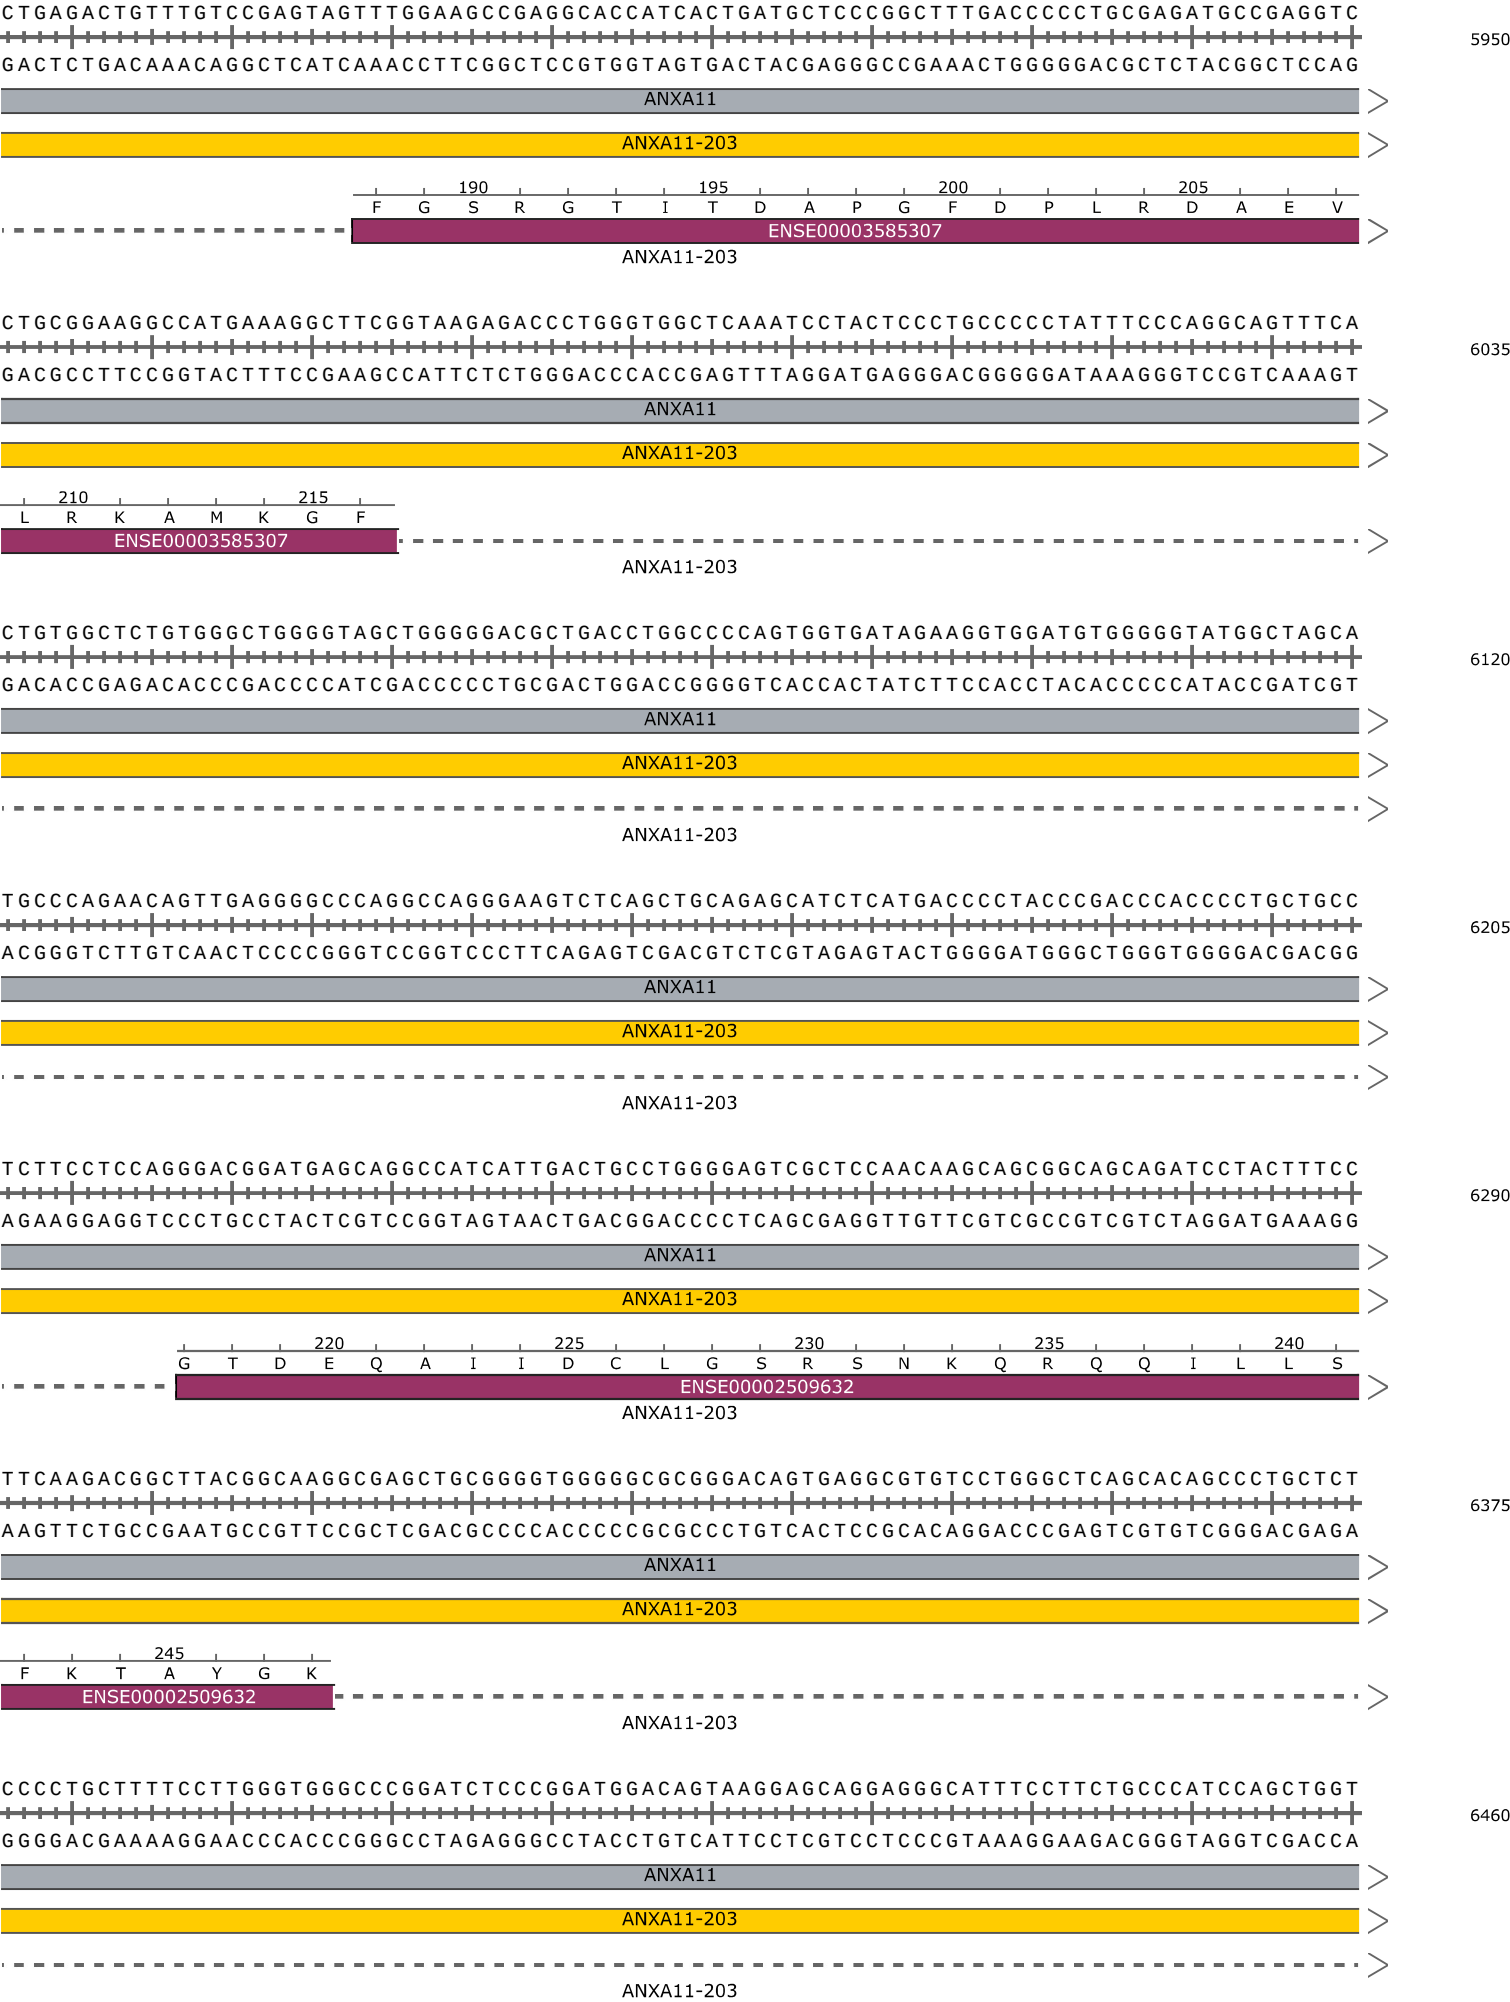 CTGAGACTGTTTGTCCGAGTAGTTTGGAAGCCGAGGCACCATCACTGATGCTCCCGGCTTTGACCCCCTGCGAGATGCCGAGGTC
5950
GACTCTGACAAACAGGCTCATCAAACCTTCGGCTCCGTGGTAGTGACTACGAGGGCCGAAACTGGGGGACGCTCTACGGCTCCAG
ANXA11
ANXA11-203
190 195 200 205
F G S R G T I T D A P G F D P L R D A E V
ENSE00003585307
ANXA11-203
CTGCGGAAGGCCATGAAAGGCTTCGGTAAGAGACCCTGGGTGGCTCAAATCCTACTCCCTGCCCCCTATTTCCCAGGCAGTTTCA
6035
GACGCCTTCCGGTACTTTCCGAAGCCATTCTCTGGGACCCACCGAGTTTAGGATGAGGGACGGGGGATAAAGGGTCCGTCAAAGT
ANXA11
ANXA11-203
210 215
L R K A M K G F
ENSE00003585307
ANXA11-203
CTGTGGCTCTGTGGGCTGGGGTAGCTGGGGGACGCTGACCTGGCCCCAGTGGTGATAGAAGGTGGATGTGGGGGTATGGCTAGCA
6120
GACACCGAGACACCCGACCCCATCGACCCCCTGCGACTGGACCGGGGTCACCACTATCTTCCACCTACACCCCCATACCGATCGT
ANXA11
ANXA11-203
ANXA11-203
TGCCCAGAACAGTTGAGGGGCCCAGGCCAGGGAAGTCTCAGCTGCAGAGCATCTCATGACCCCTACCCGACCCACCCCTGCTGCC
6205
ACGGGTCTTGTCAACTCCCCGGGTCCGGTCCCTTCAGAGTCGACGTCTCGTAGAGTACTGGGGATGGGCTGGGTGGGGACGACGG
ANXA11
ANXA11-203
ANXA11-203
TCTTCCTCCAGGGACGGATGAGCAGGCCATCATTGACTGCCTGGGGAGTCGCTCCAACAAGCAGCGGCAGCAGATCCTACTTTCC
6290
AGAAGGAGGTCCCTGCCTACTCGTCCGGTAGTAACTGACGGACCCCTCAGCGAGGTTGTTCGTCGCCGTCGTCTAGGATGAAAGG
ANXA11
ANXA11-203
220 225 230 235 240
G T D E Q A I I D C L G S R S N K Q R Q Q I L L S
ENSE00002509632
ANXA11-203
TTCAAGACGGCTTACGGCAAGGCGAGCTGCGGGGTGGGGGCGCGGGACAGTGAGGCGTGTCCTGGGCTCAGCACAGCCCTGCTCT
6375
AAGTTCTGCCGAATGCCGTTCCGCTCGACGCCCCACCCCCGCGCCCTGTCACTCCGCACAGGACCCGAGTCGTGTCGGGACGAGA
ANXA11
ANXA11-203
245
F K T A Y G K
ENSE00002509632
ANXA11-203
CCCCTGCTTTTCCTTGGGTGGGCCCGGATCTCCCGGATGGACAGTAAGGAGCAGGAGGGCATTTCCTTCTGCCCATCCAGCTGGT
6460
GGGGACGAAAAGGAACCCACCCGGGCCTAGAGGGCCTACCTGTCATTCCTCGTCCTCCCGTAAAGGAAGACGGGTAGGTCGACCA
ANXA11
ANXA11-203
ANXA11-203